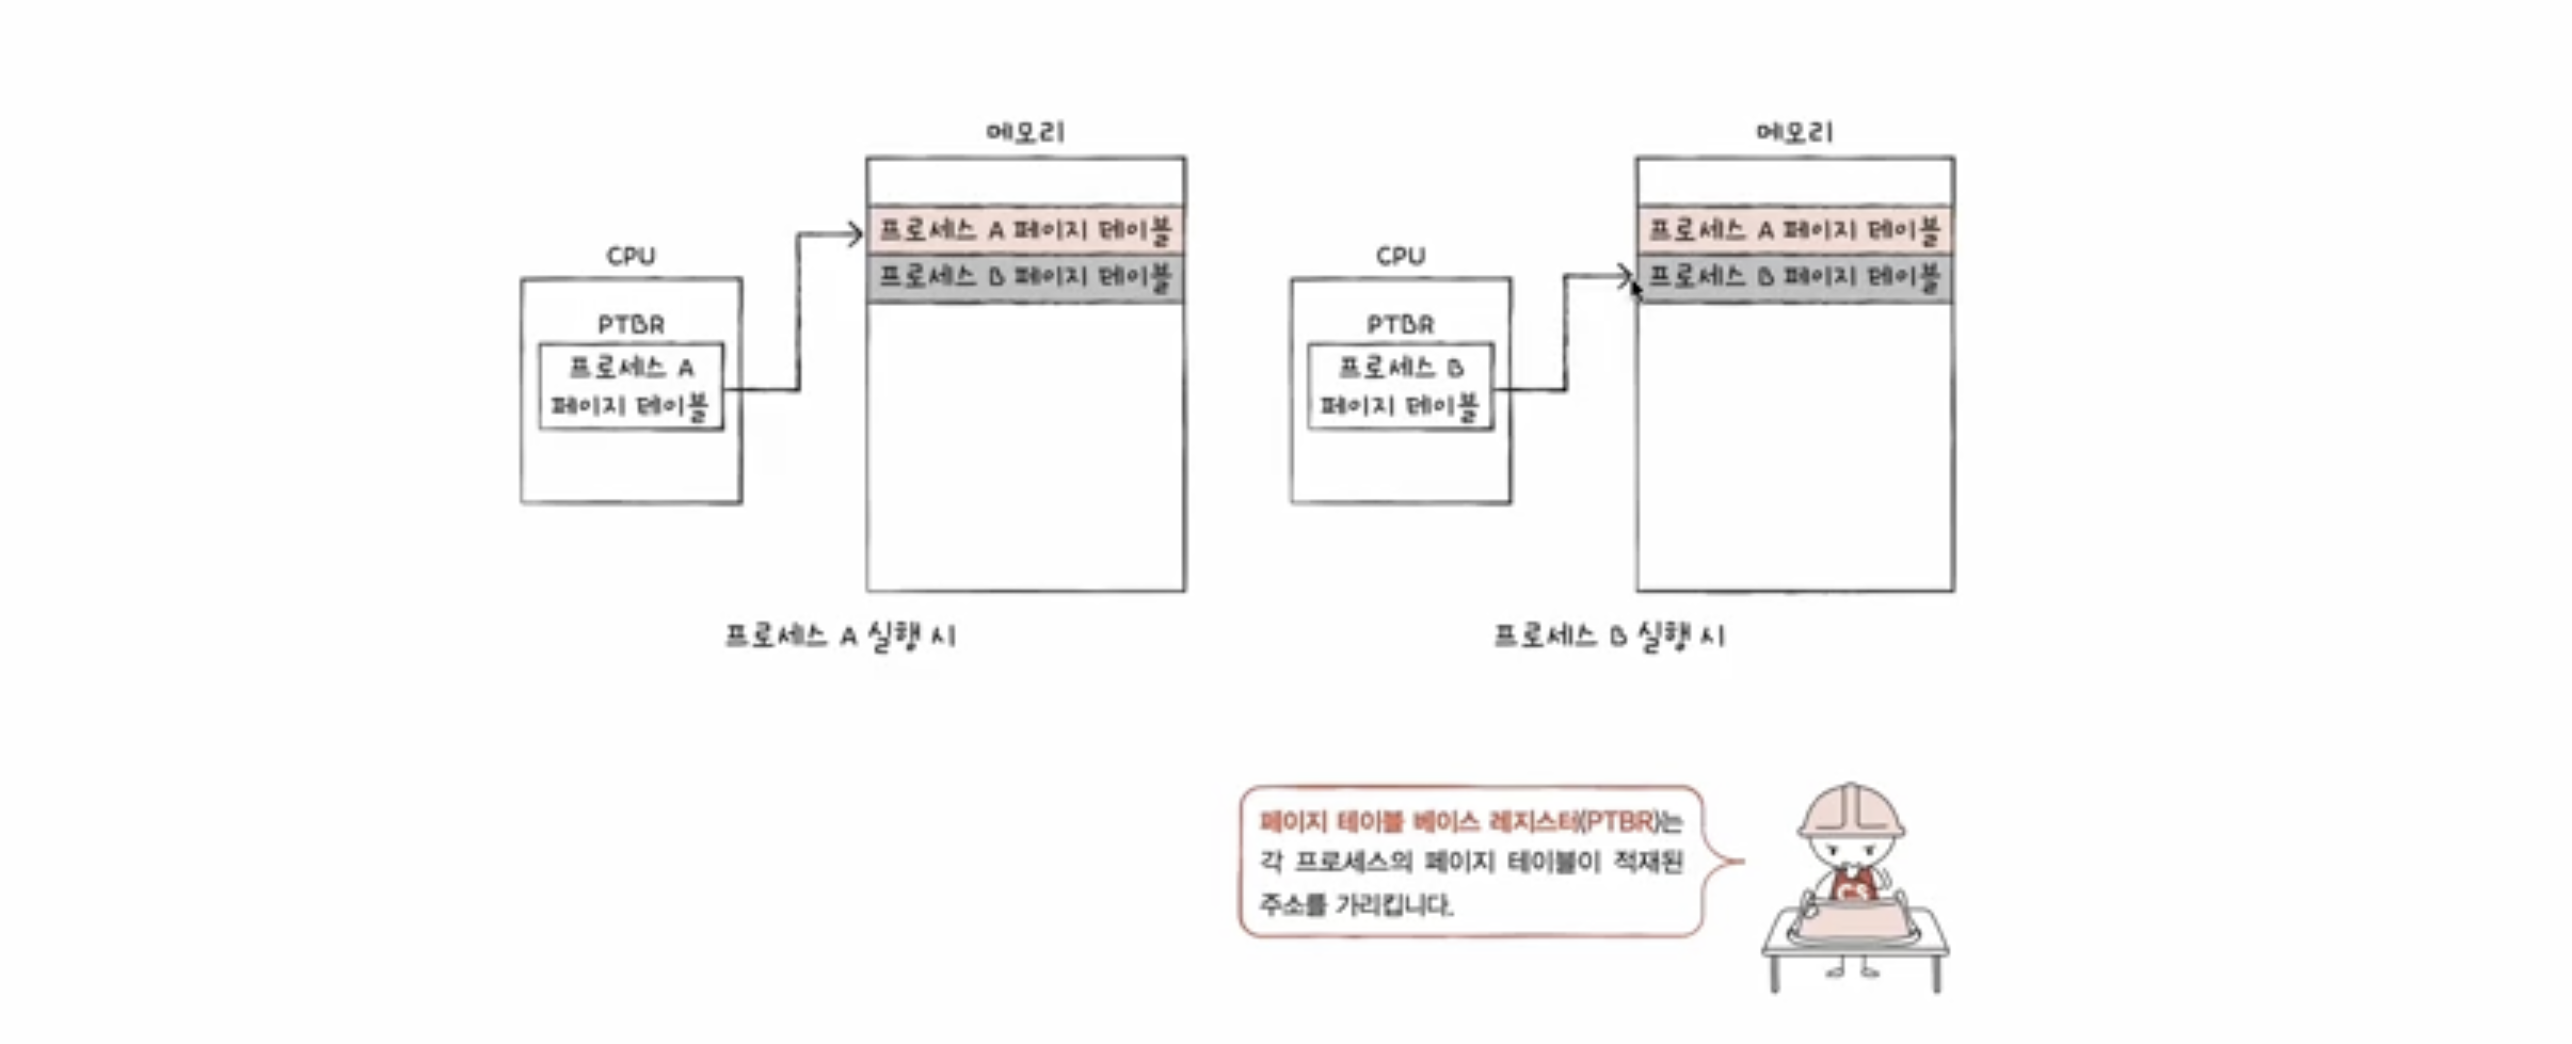 메모리
프로세스 A 페이지 테이블
프로세스 B 페이지 테이블
CPU
PTBR
프로세스 A
페이지 테이블
프로세스 A 실행 시
메모리
프로세스 A 페이지 테이블
프로세스 B 페이지 테이블
CPU
PTBR
프로세스 B
페이지 테이블
프로세스 B 실행 시
페이지 테이블 베이스 레지스터(PTBR)는
각 프로세스의 페이지 테이블이 적재된
주소를 가리킵니다.
CS